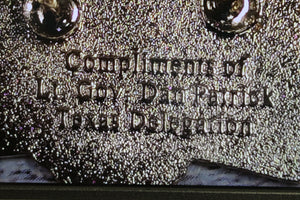 Compliments of
Lt. Gov. Dan Patrick
Texas Delegation